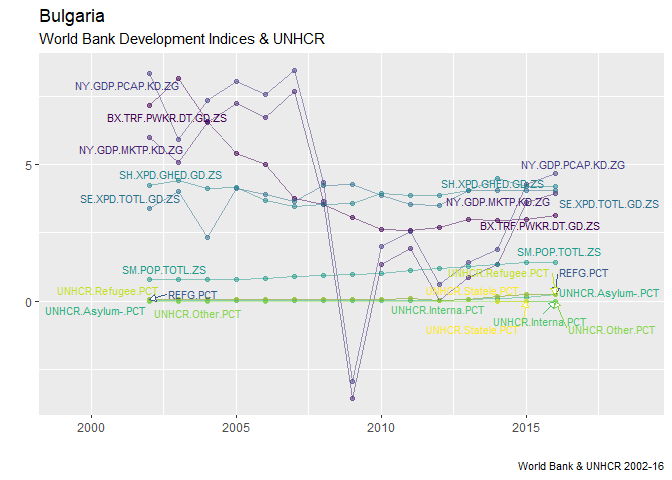 Bulgaria
World Bank Development Indices & UNHCR
NY.GDP.PCAP.KD.ZG
BX.TRF.PWKR.DT.GD.ZS
NY.GDP.MKTP.KD.ZG
5
NY.GDP.PCAP.KD.ZG
SH.XPD.GHED.GD.ZS
SH.XPD.GHED.GD.ZS
SE.XPD.TOTL.GD.ZS
NY.GDP.MKTP.KD.ZG
SE.XPD.TOTL.GD.ZS
BX.TRF.PWKR.DT.GD.ZS
SM.POP.TOTL.ZS
SM.POP.TOTL.ZS
UNHCR.Refugee.PCT
REFG.PCT
UNHCR.Refugee.PCT
REFG.PCT
UNHCR.Statele.PCT
UNHCR.Asylum-.PCT
0
UNHCR.Asylum-.PCT
UNHCR.Other.PCT
UNHCR.Interna.PCT
UNHCR.Interna.PCT
UNHCR.Statele.PCT
UNHCR.Other.PCT
2000
2005
2010
2015
World Bank & UNHCR 2002-16